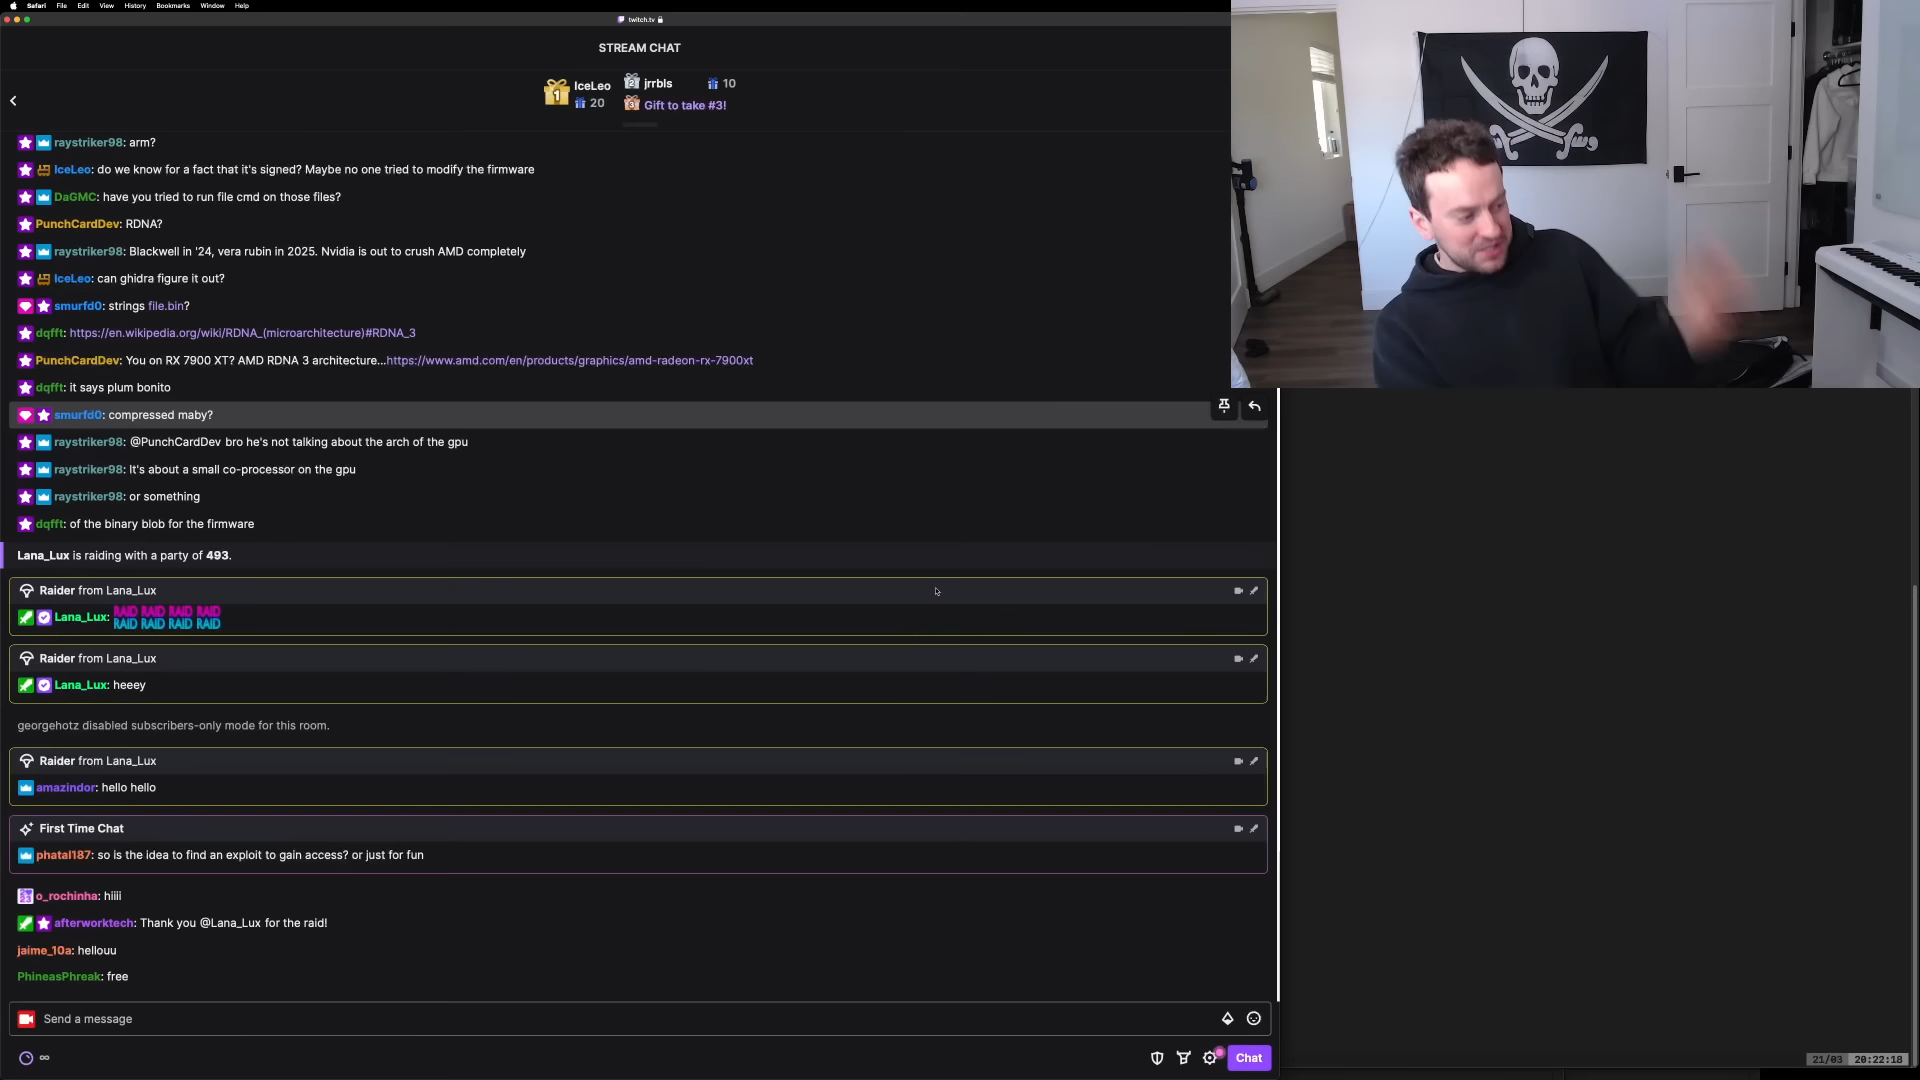 Safari File Edit View History Bookmarks Window Help
twitch.tv
STREAM CHAT
1 IceLeo 20
2 jrrbls 10
3 Gift to take #3!
raystriker98: arm?
IceLeo: do we know for a fact that it's signed? Maybe no one tried to modify the firmware
DaGMC: have you tried to run file cmd on those files?
PunchCardDev: RDNA?
raystriker98: Blackwell in '24, vera rubin in 2025. Nvidia is out to crush AMD completely
IceLeo: can ghidra figure it out?
smurfd0: strings file.bin?
dqfft: https://en.wikipedia.org/wiki/RDNA_(microarchitecture)#RDNA_3
PunchCardDev: You on RX 7900 XT? AMD RDNA 3 architecture...https://www.amd.com/en/products/graphics/amd-radeon-rx-7900xt
dqfft: it says plum bonito
smurfd0: compressed maby?
raystriker98: @PunchCardDev bro he's not talking about the arch of the gpu
raystriker98: It's about a small co-processor on the gpu
raystriker98: or something
dqfft: of the binary blob for the firmware
Lana_Lux is raiding with a party of 493.
Raider from Lana_Lux
Lana_Lux: RAID RAID RAID RAID
RAID RAID RAID RAID
Raider from Lana_Lux
Lana_Lux: heeey
georgehotz disabled subscribers-only mode for this room.
Raider from Lana_Lux
amazindor: hello hello
First Time Chat
phatal187: so is the idea to find an exploit to gain access? or just for fun
o_rochinha: hiiii
afterworktech: Thank you @Lana_Lux for the raid!
jaime_10a: hellouu
PhineasPhreak: free
Send a message
∞
Chat
21/03 20:22:18